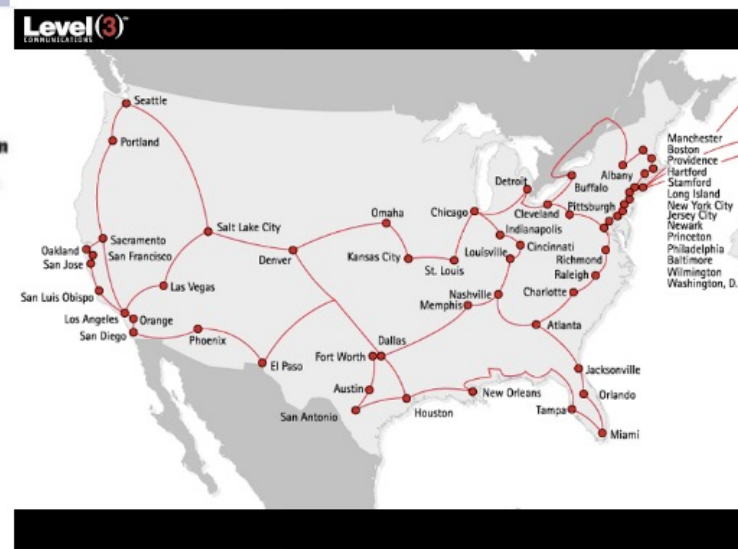 Level(3)
COMMUNICATIONS
Seattle
Portland
Sacramento
Oakland
San Francisco
San Jose
San Luis Obispo
Los Angeles
Orange
San Diego
Las Vegas
Salt Lake City
Phoenix
El Paso
Denver
Omaha
Kansas City
St. Louis
Chicago
Detroit
Cleveland
Buffalo
Albany
Pittsburgh
Indianapolis
Cincinnati
Louisville
Nashville
Memphis
Richmond
Raleigh
Charlotte
Atlanta
Dallas
Fort Worth
Austin
San Antonio
Houston
New Orleans
Jacksonville
Orlando
Tampa
Miami
Manchester
Boston
Providence
Hartford
Stamford
Long Island
New York City
Jersey City
Newark
Princeton
Philadelphia
Baltimore
Wilmington
Washington, D.